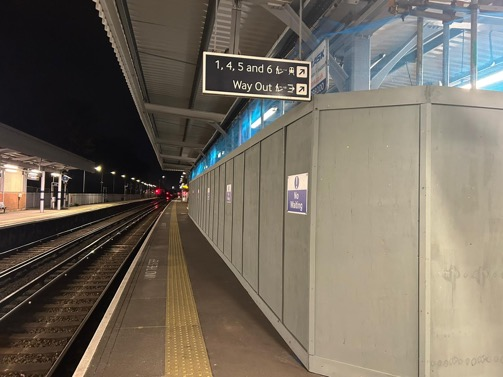 1, 4, 5 and 6
Way Out
No
Waiting